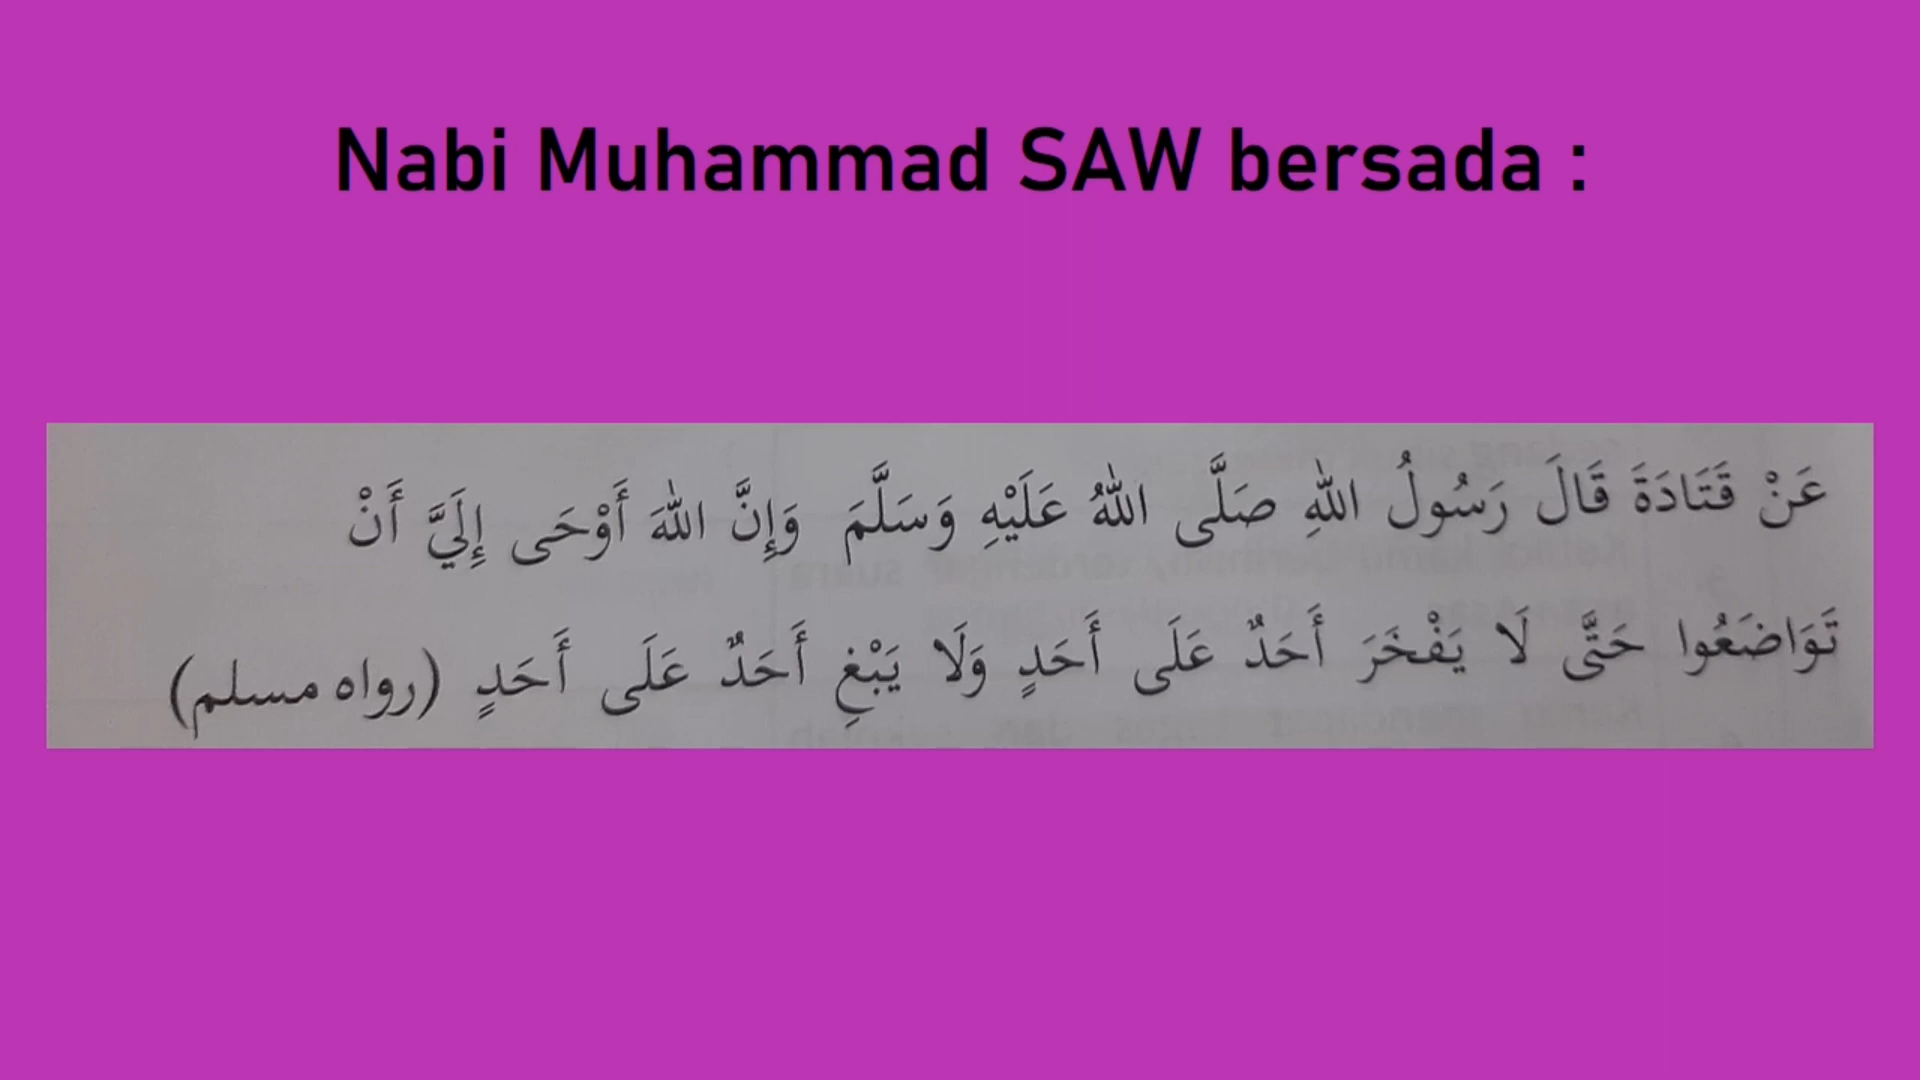 Nabi Muhammad SAW bersada :
عَنْ قَتَادَةَ قَالَ رَسُولُ اللهِ صَلَّى اللهُ عَلَيْهِ وَسَلَّمَ وَإِنَّ اللهَ أَوْحَى إِلَيَّ أَنْ
تَوَاضَعُوا حَتَّى لَا يَفْخَرَ أَحَدٌ عَلَى أَحَدٍ وَلَا يَبْغِ أَحَدٌ عَلَى أَحَدٍ (رواه مسلم)